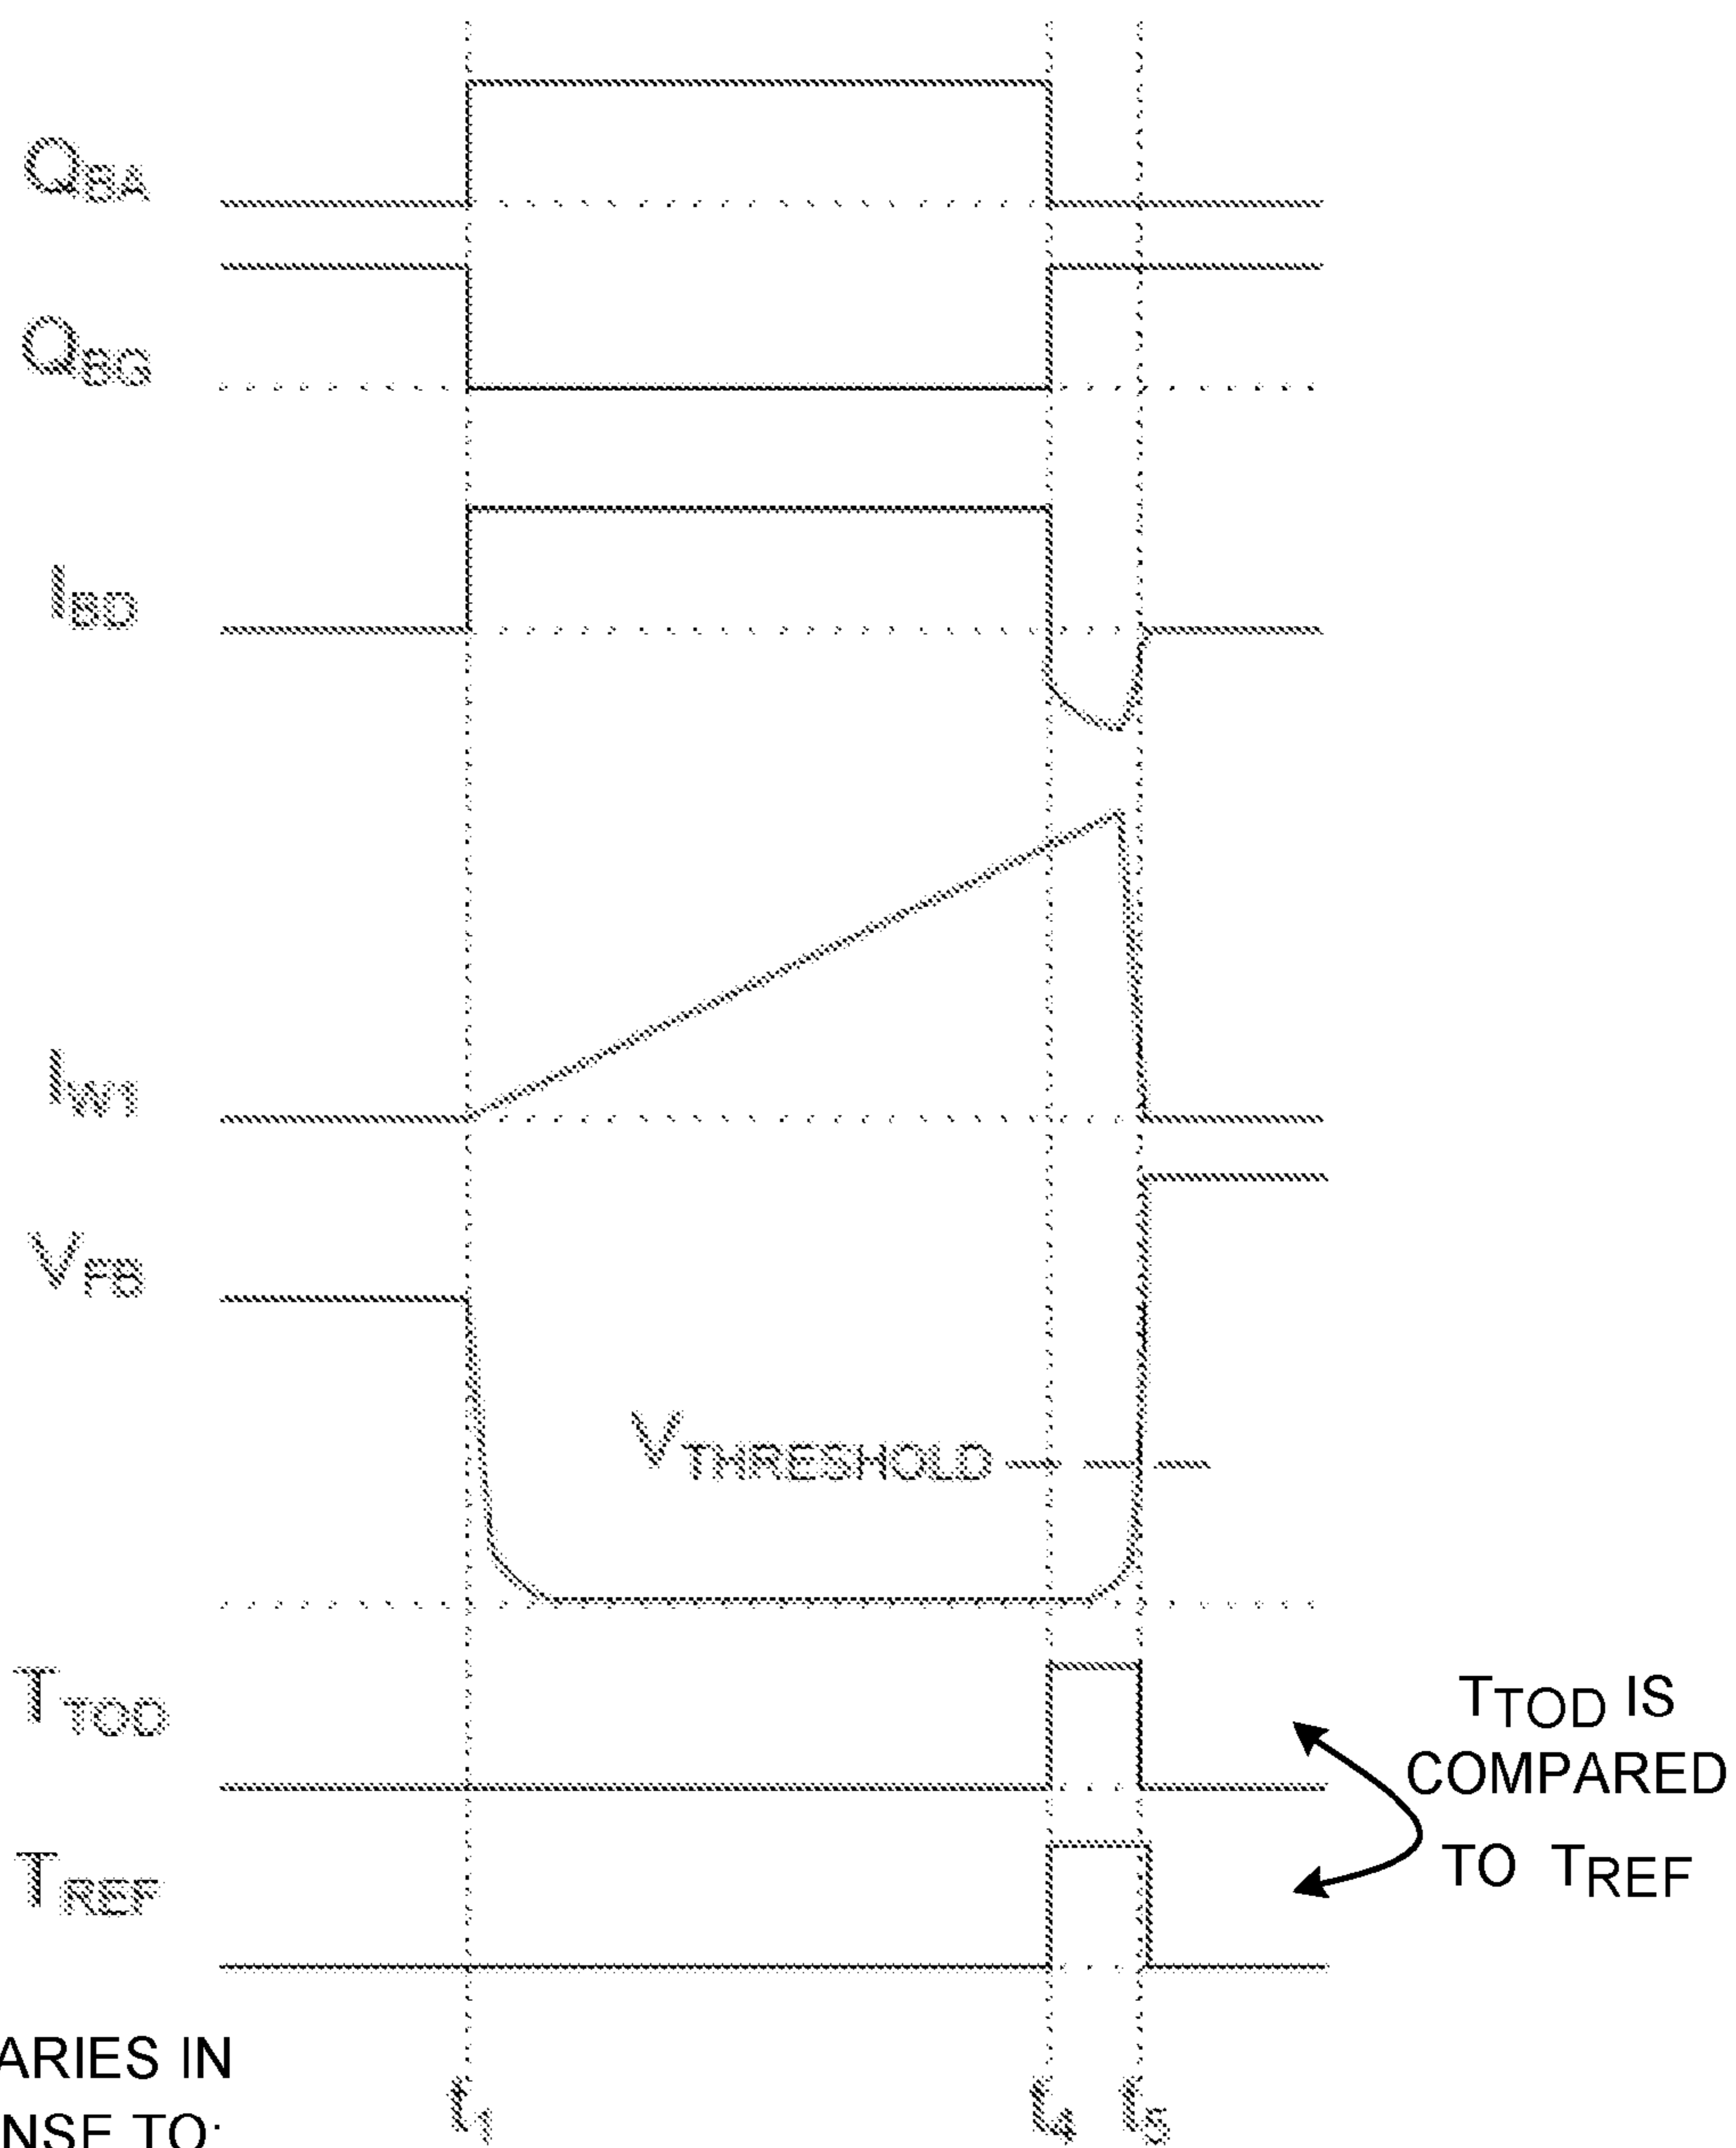 QBA
QBG
IBD
IW1
VFB
VTHRESHOLD
TTOD
TTOD IS
COMPARED
TO TREF
TREF
ARIES IN
NSE TO:
t1 t4 t5